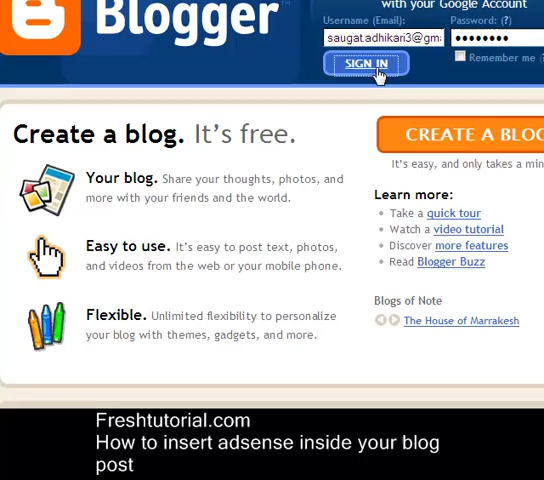 Blogger
with your Google Account
Username (Email): Password: (?)
saugat.adhikari3@gm
SIGN IN Remember me (?)
Create a blog. It's free.
CREATE A BLOG
It's easy, and only takes a min
Your blog. Share your thoughts, photos, and
more with your friends and the world.
Easy to use. It's easy to post text, photos,
and videos from the web or your mobile phone.
Flexible. Unlimited flexibility to personalize
your blog with themes, gadgets, and more.
Learn more:
Take a quick tour
Watch a video tutorial
Discover more features
Read Blogger Buzz
Blogs of Note
The House of Marrakesh
Freshtutorial.com
How to insert adsense inside your blog
post